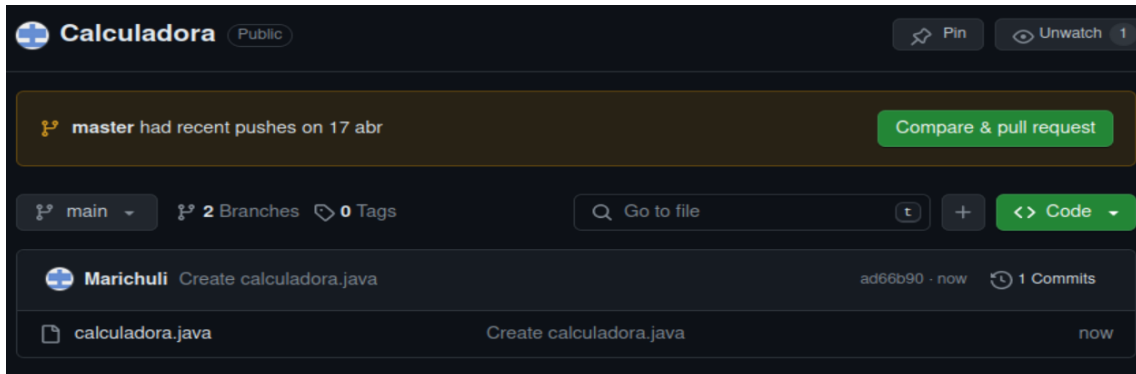 Calculadora Public Pin Unwatch 1
master had recent pushes on 17 abr Compare & pull request
main 2 Branches 0 Tags Go to file t + <> Code
Marichuli Create calculadora.java ad66b90 · now 1 Commits
calculadora.java Create calculadora.java now